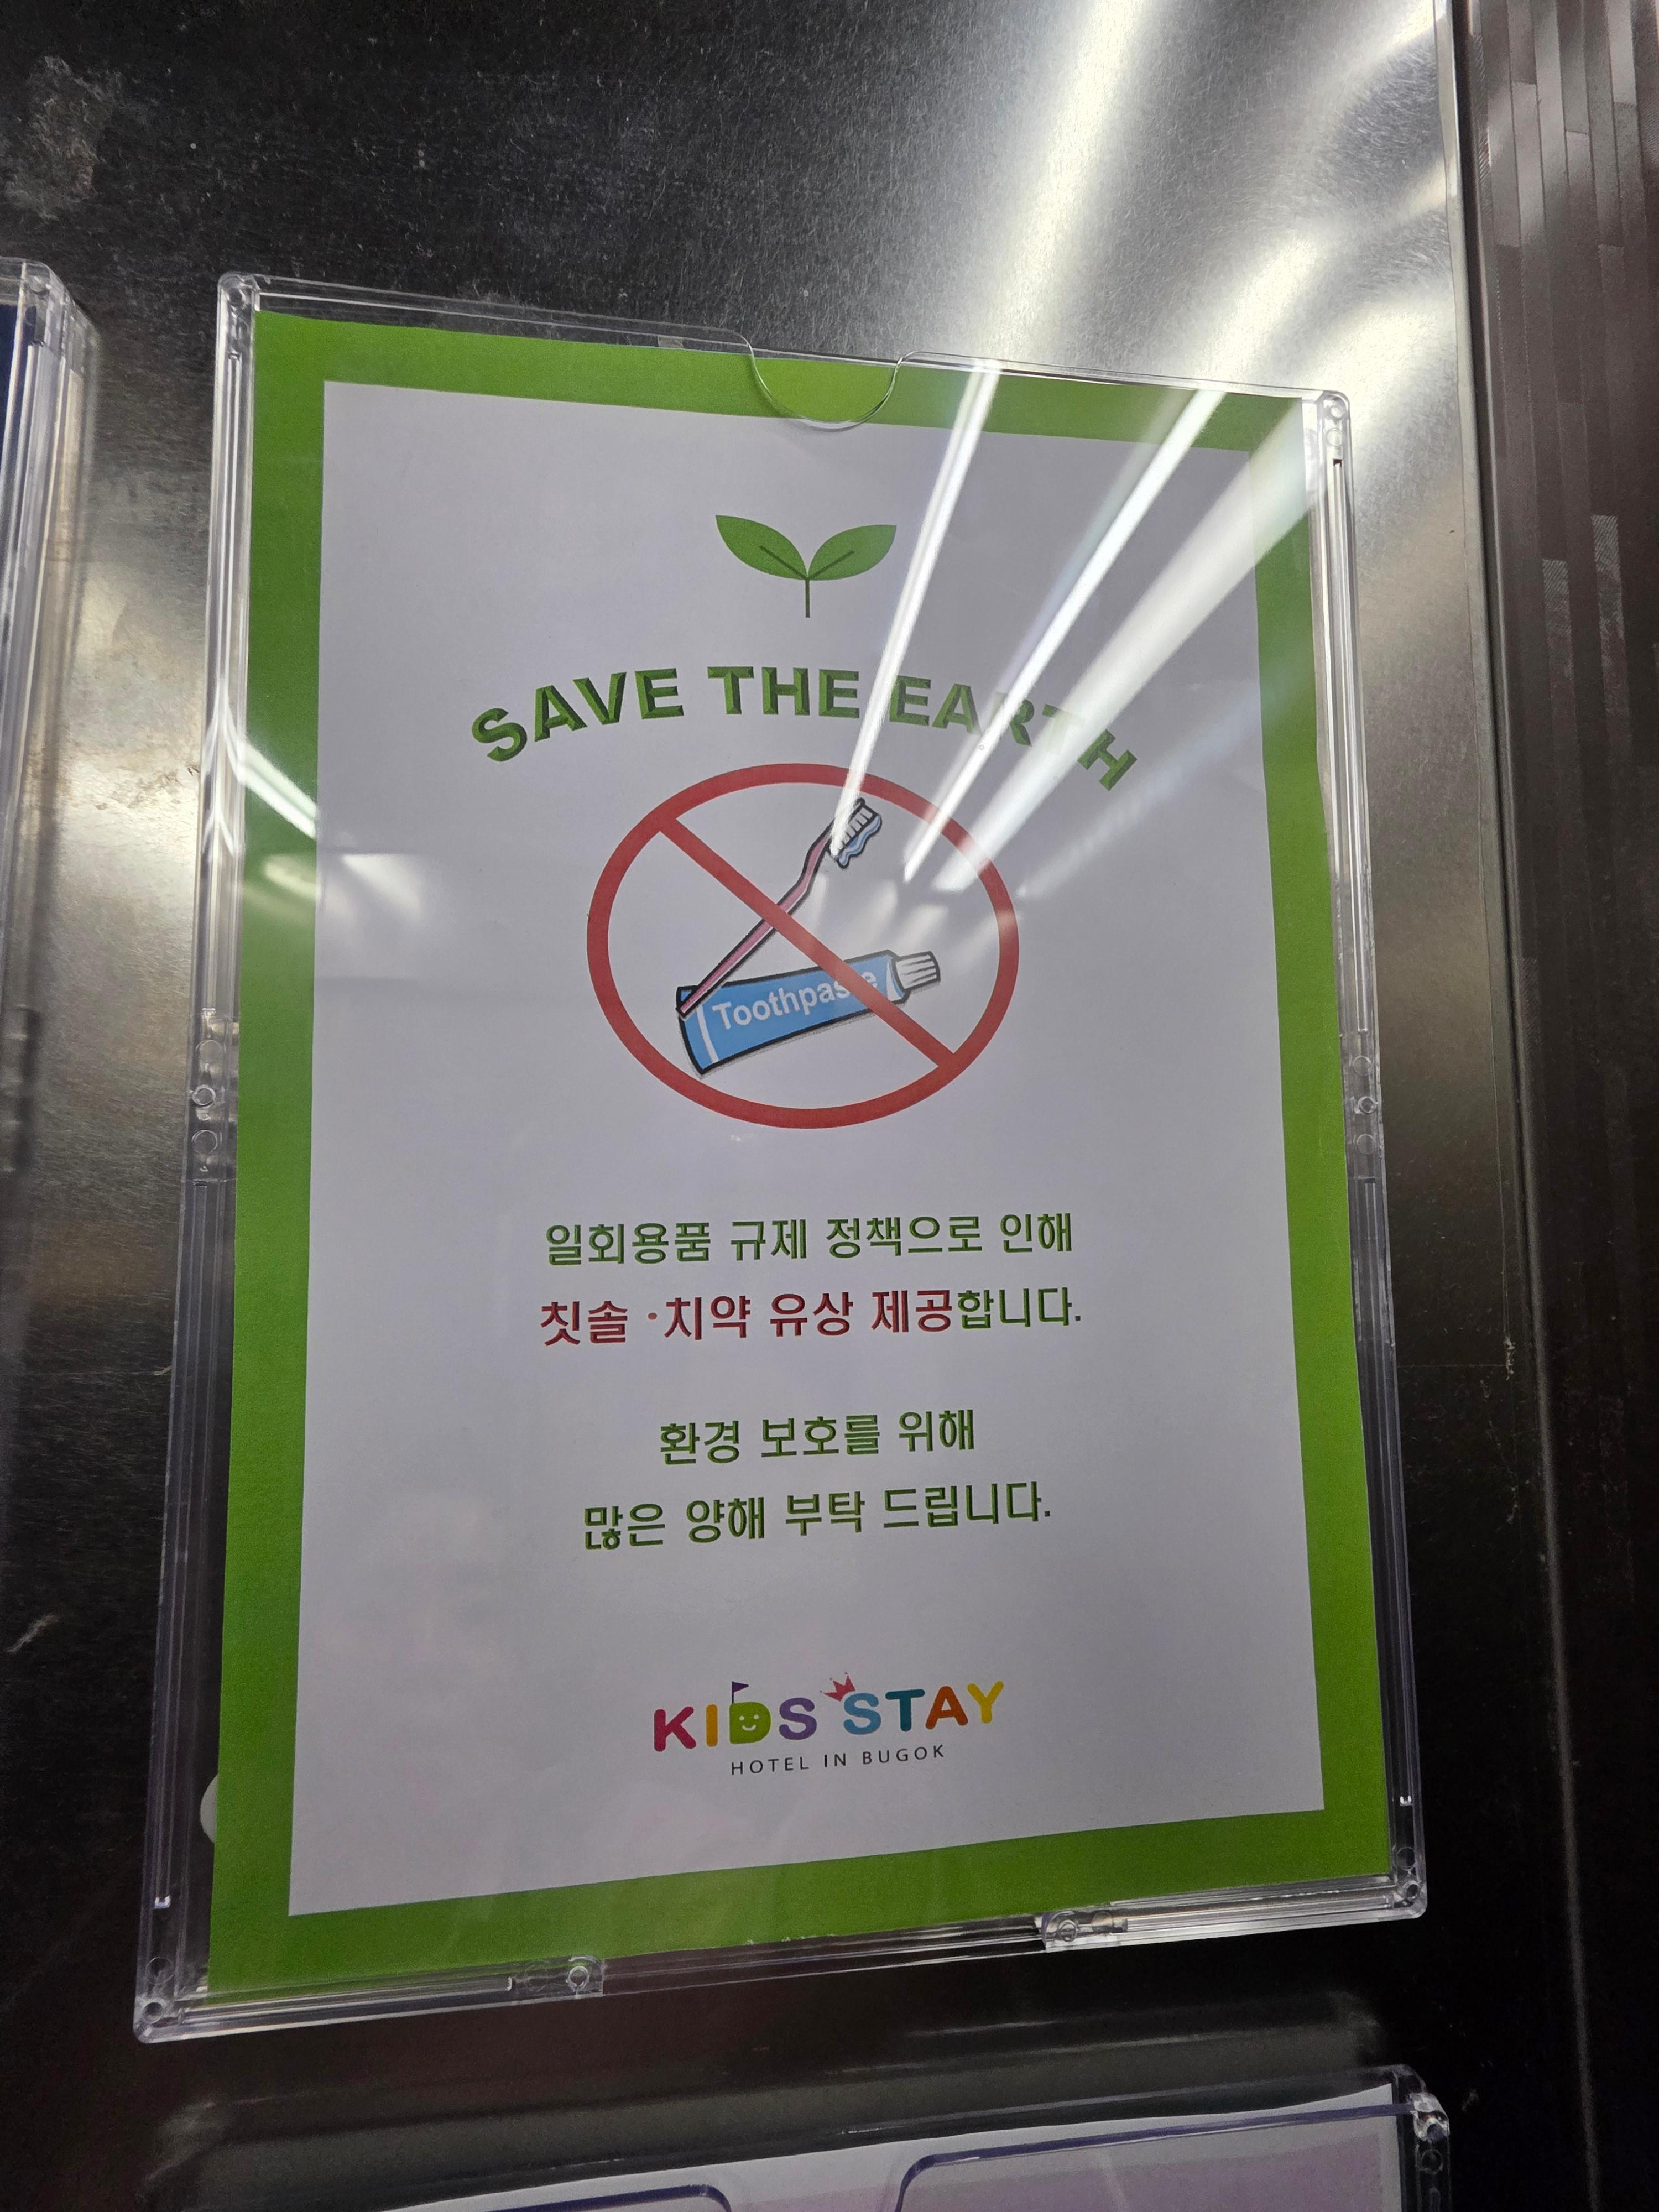 SAVE THE EARTH
Toothpaste
일회용품 규제 정책으로 인해
칫솔 ·치약 유상 제공합니다.
환경 보호를 위해
많은 양해 부탁 드립니다.
KIDS STAY
HOTEL IN BUGOK